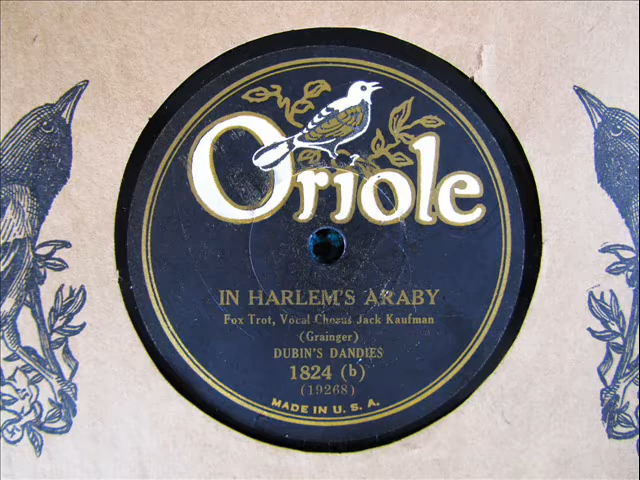 Oriole
IN HARLEM'S ARABY
Fox Trot, Vocal Chorus Jack Kaufman
(Grainger)
DUBIN'S DANDIES
1824 (b)
(19268)
MADE IN U. S. A.